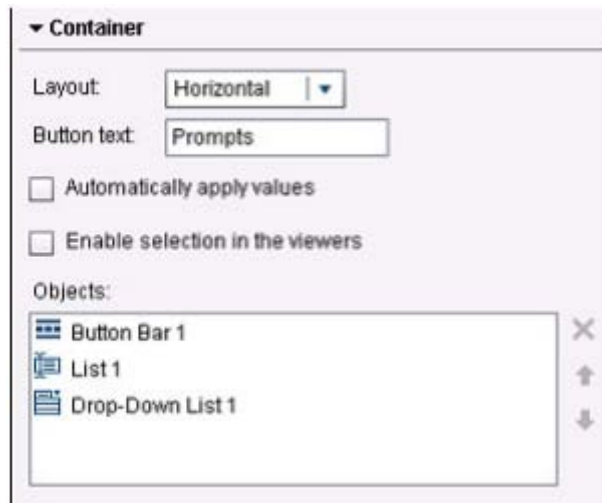 Container
Layout: Horizontal
Button text: Prompts
Automatically apply values
Enable selection in the viewers
Objects:
Button Bar 1
List 1
Drop-Down List 1